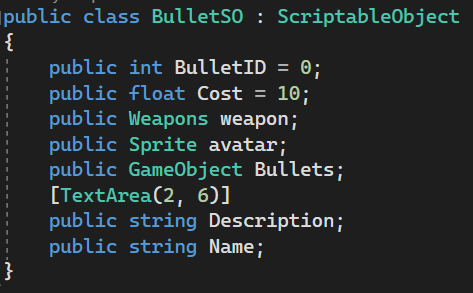 public class BulletSO : ScriptableObject
{
    public int BulletID = 0;
    public float Cost = 10;
    public Weapons weapon;
    public Sprite avatar;
    public GameObject Bullets;
    [TextArea(2, 6)]
    public string Description;
    public string Name;
}